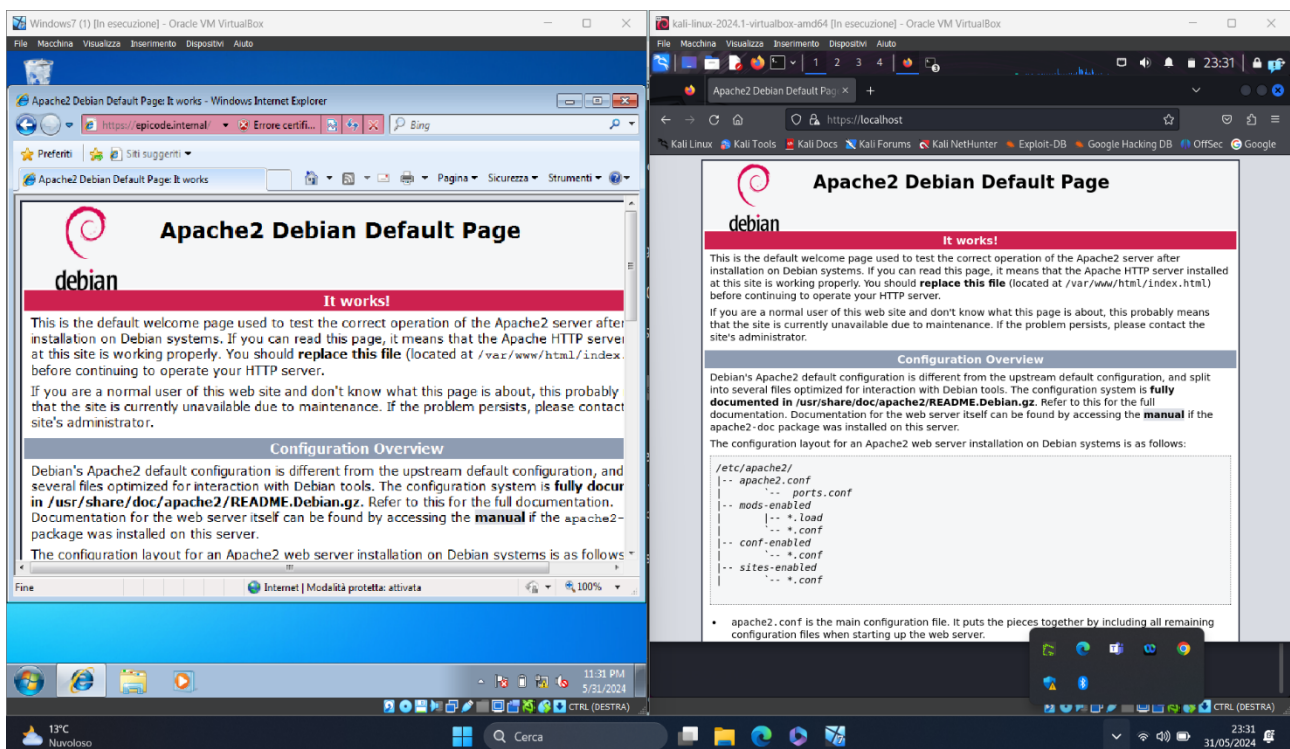 Windows7 (1) [In esecuzione] - Oracle VM VirtualBox
File Macchina Visualizza Inserimento Dispositivi Aiuto
Apache2 Debian Default Page: It works - Windows Internet Explorer
https://epicode.internal/ Errore certifi... Bing
Preferiti Siti suggeriti
Apache2 Debian Default Page: It works Pagina Sicurezza Strumenti
Apache2 Debian Default Page
debian
It works!
This is the default welcome page used to test the correct operation of the Apache2 server after
installation on Debian systems. If you can read this page, it means that the Apache HTTP server
at this site is working properly. You should replace this file (located at /var/www/html/index.
before continuing to operate your HTTP server.
If you are a normal user of this web site and don't know what this page is about, this probably
that the site is currently unavailable due to maintenance. If the problem persists, please contact
site's administrator.
Configuration Overview
Debian's Apache2 default configuration is different from the upstream default configuration, and
several files optimized for interaction with Debian tools. The configuration system is fully docur
in /usr/share/doc/apache2/README.Debian.gz. Refer to this for the full documentation.
Documentation for the web server itself can be found by accessing the manual if the apache2-
package was installed on this server.
The configuration layout for an Apache2 web server installation on Debian systems is as follows
Fine Internet | Modalità protetta: attivata 100%
11:31 PM
5/31/2024
CTRL (DESTRA)
kali-linux-2024.1-virtualbox-amd64 [In esecuzione] - Oracle VM VirtualBox
File Macchina Visualizza Inserimento Dispositivi Aiuto
1 2 3 4 23:31
Apache2 Debian Default Pag
https://localhost
Kali Linux Kali Tools Kali Docs Kali Forums Kali NetHunter Exploit-DB Google Hacking DB OffSec Google
Apache2 Debian Default Page
debian
It works!
This is the default welcome page used to test the correct operation of the Apache2 server after
installation on Debian systems. If you can read this page, it means that the Apache HTTP server installed
at this site is working properly. You should replace this file (located at /var/www/html/index.html)
before continuing to operate your HTTP server.
If you are a normal user of this web site and don't know what this page is about, this probably means
that the site is currently unavailable due to maintenance. If the problem persists, please contact the
site's administrator.
Configuration Overview
Debian's Apache2 default configuration is different from the upstream default configuration, and split
into several files optimized for interaction with Debian tools. The configuration system is fully
documented in /usr/share/doc/apache2/README.Debian.gz. Refer to this for the full
documentation. Documentation for the web server itself can be found by accessing the manual if the
apache2-doc package was installed on this server.
The configuration layout for an Apache2 web server installation on Debian systems is as follows:
/etc/apache2/
|-- apache2.conf
|       `--  ports.conf
|-- mods-enabled
|       |-- *.load
|       `-- *.conf
|-- conf-enabled
|       `-- *.conf
|-- sites-enabled
|       `-- *.conf
• apache2.conf is the main configuration file. It puts the pieces together by including all remaining
configuration files when starting up the web server.
CTRL (DESTRA)
13°C
Nuvoloso
Cerca
23:31
31/05/2024